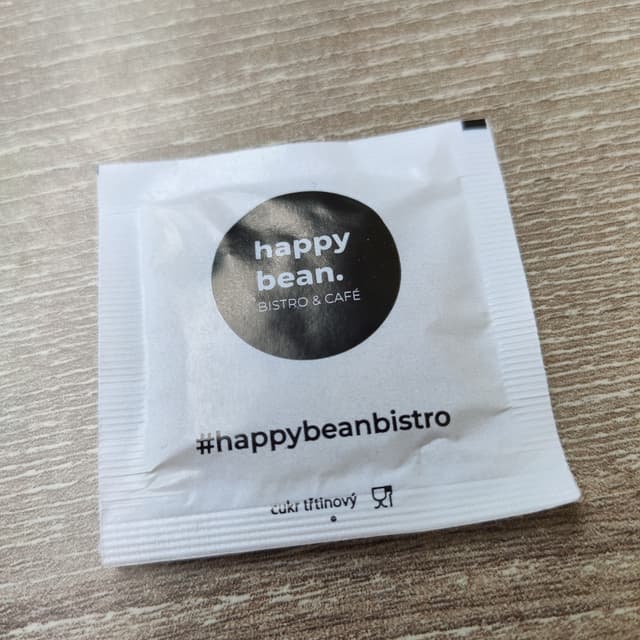 happy
bean.
BISTRO & CAFÉ
#happybeanbistro
cukr třtinový